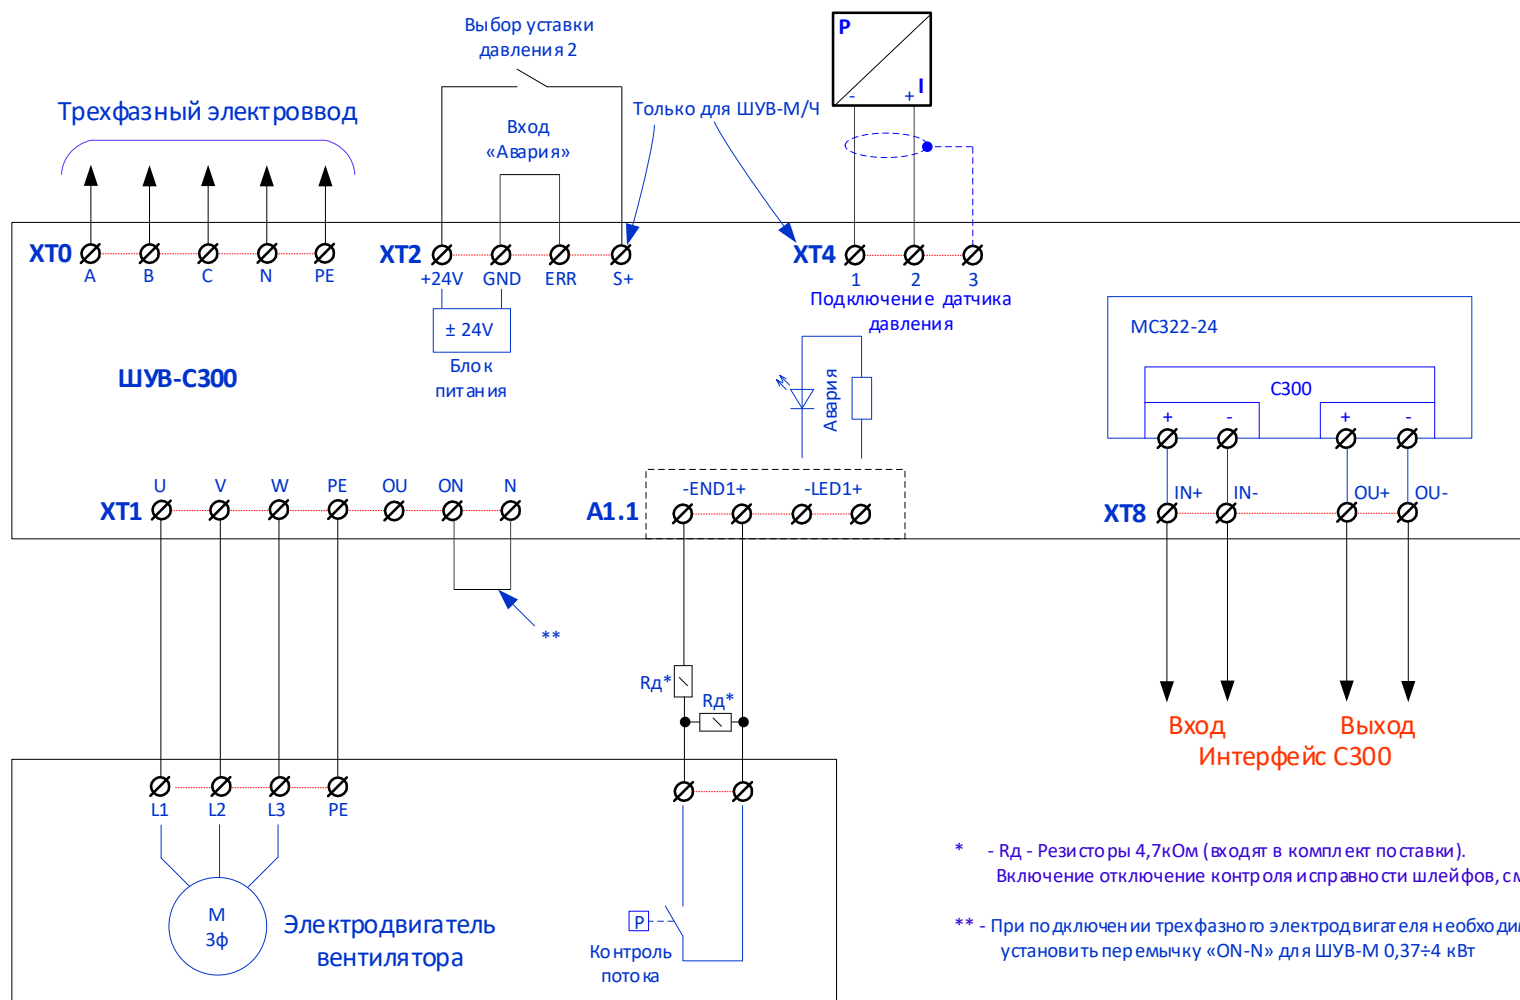 Выбор уставки
давления 2
P
I
- +
Трехфазный электроввод
Только для ШУВ-М/Ч
Вход
«Авария»
XT0
A B C N PE
XT2
+24V GND ERR S+
XT4
1 2 3
Подключение датчика
давления
± 24V
Блок
питания
ШУВ-С300
Авария
МС322-24
С300
+ - + -
XT1
U V W PE OU ON N
A1.1
-END1+ -LED1+
XT8
IN+ IN- OU+ OU-
**
Rд*
Rд*
Вход Выход
Интерфейс С300
L1 L2 L3 PE
М
3ф
Электродвигатель
вентилятора
P
Контроль
потока
* - Rд - Резисторы 4,7кОм (входят в комплект поставки).
Включение отключение контроля исправности шлейфов, см
** - При подключении трехфазного электродвигателя необходим
установить перемычку «ON-N» для ШУВ-М 0,37÷4 кВт